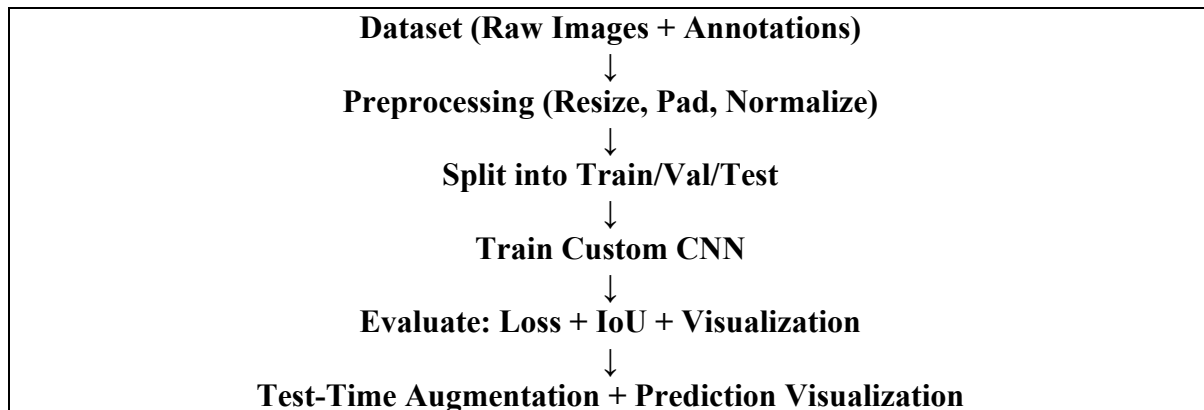 Dataset (Raw Images + Annotations)
↓
Preprocessing (Resize, Pad, Normalize)
↓
Split into Train/Val/Test
↓
Train Custom CNN
↓
Evaluate: Loss + IoU + Visualization
↓
Test-Time Augmentation + Prediction Visualization